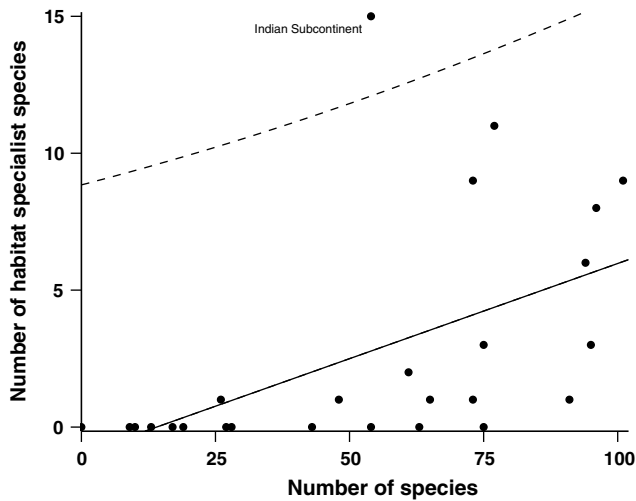 15
Indian Subcontinent
10
5
0
0 25 50 75 100
Number of species
Number of habitat specialist species